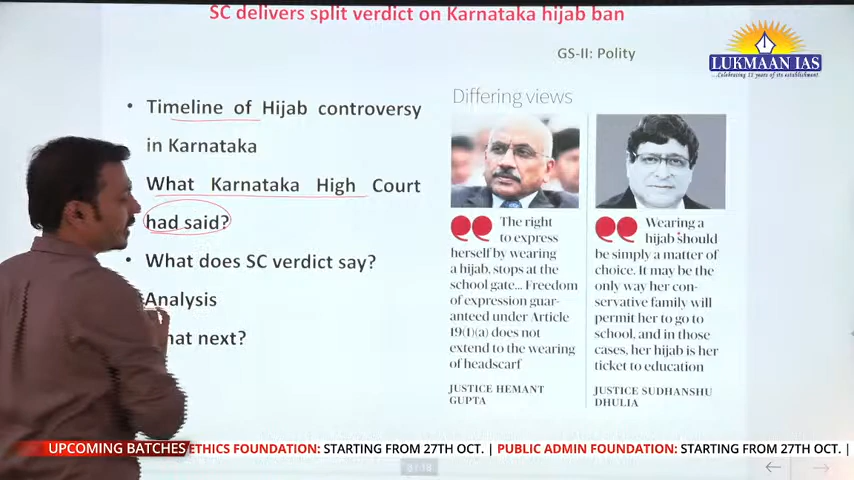 SC delivers split verdict on Karnataka hijab ban
GS-II: Polity
LUKMAAN IAS
...Celebrating 11 years of its establishment
• Timeline of Hijab controversy
in Karnataka
What Karnataka High Court
had said?
• What does SC verdict say?
Analysis
hat next?
Differing views
The right
to express
herself by wearing
a hijab, stops at the
school gate... Freedom
of expression guar-
anteed under Article
19(1)(a) does not
extend to the wearing
of headscarf
JUSTICE HEMANT
GUPTA
Wearing a
hijab should
be simply a matter of
choice. It may be the
only way her con-
servative family will
permit her to go to
school, and in those
cases, her hijab is her
ticket to education
JUSTICE SUDHANSHU
DHULIA
UPCOMING BATCHES ETHICS FOUNDATION: STARTING FROM 27TH OCT. | PUBLIC ADMIN FOUNDATION: STARTING FROM 27TH OCT. |